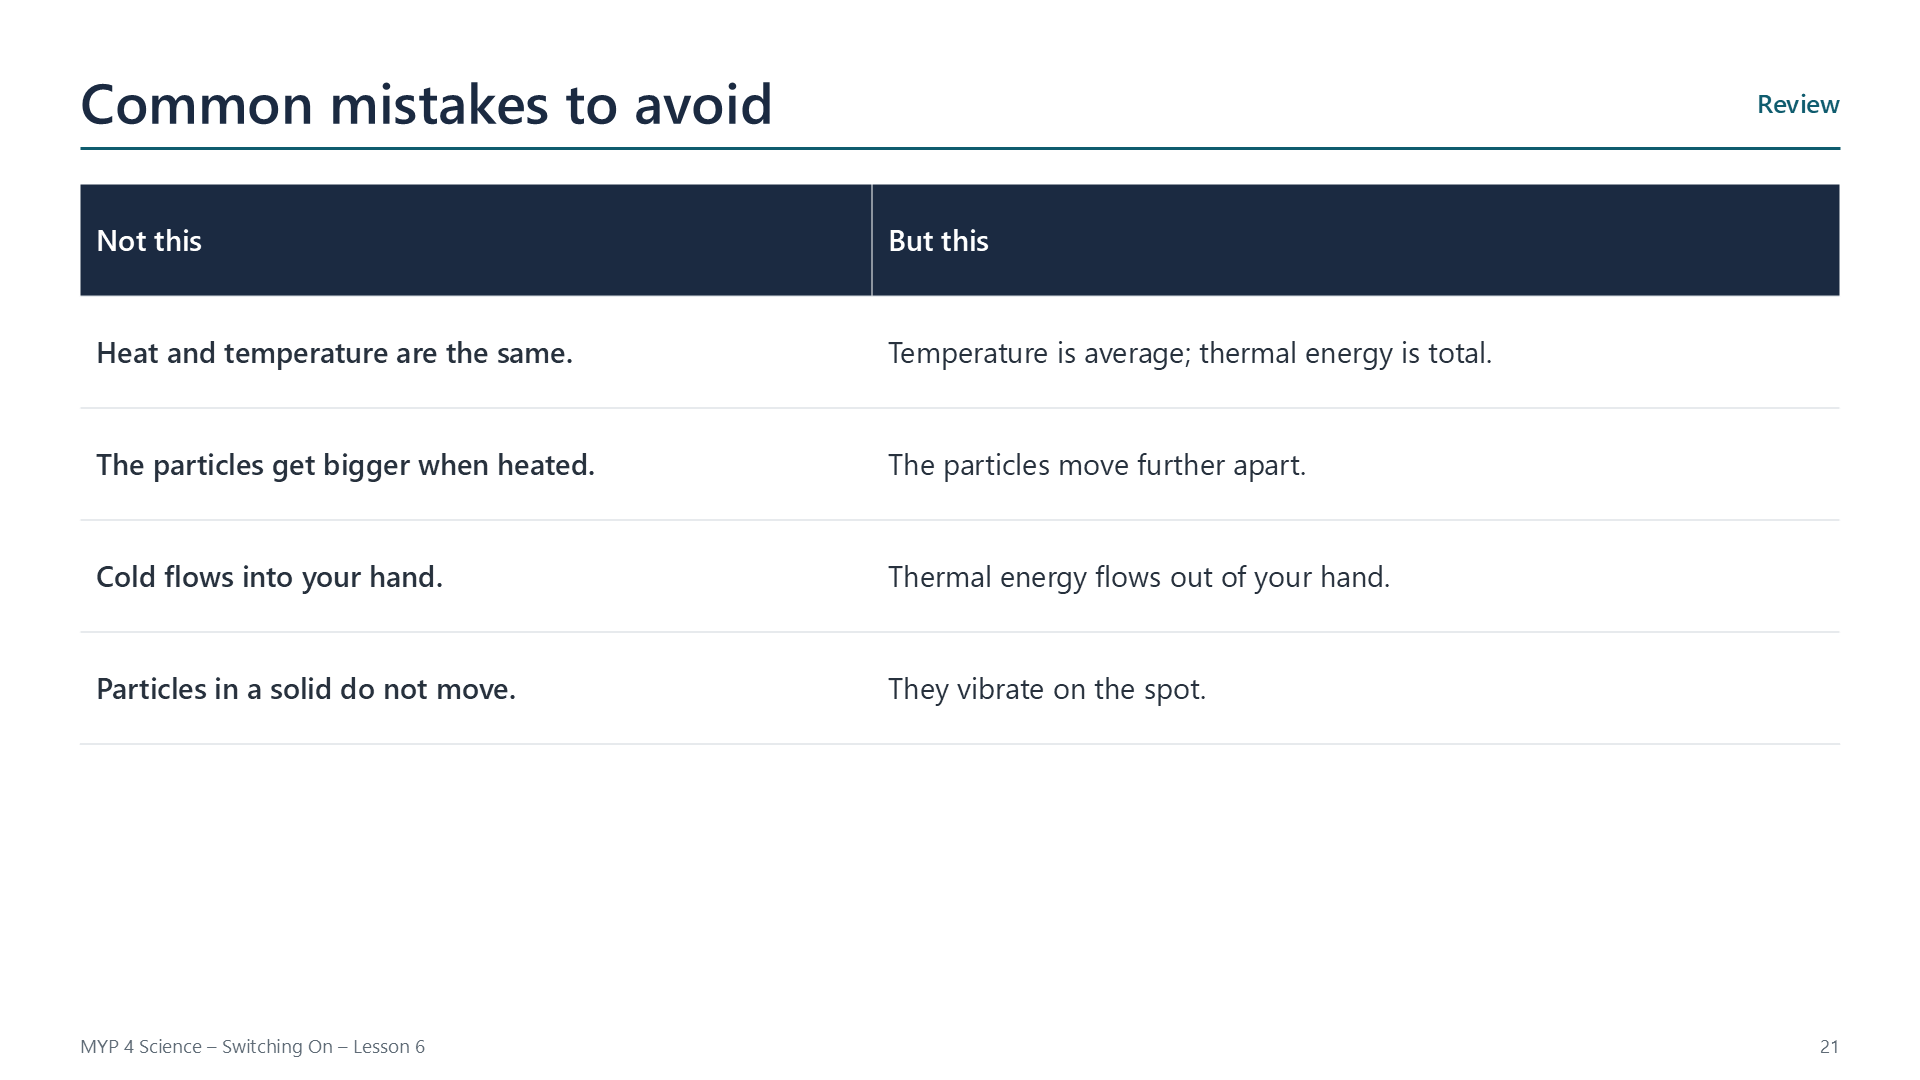 Common mistakes to avoid
Review
Not this
But this
Heat and temperature are the same.
Temperature is average; thermal energy is total.
The particles get bigger when heated.
The particles move further apart.
Cold flows into your hand.
Thermal energy flows out of your hand.
Particles in a solid do not move.
They vibrate on the spot.
MYP 4 Science – Switching On – Lesson 6
21